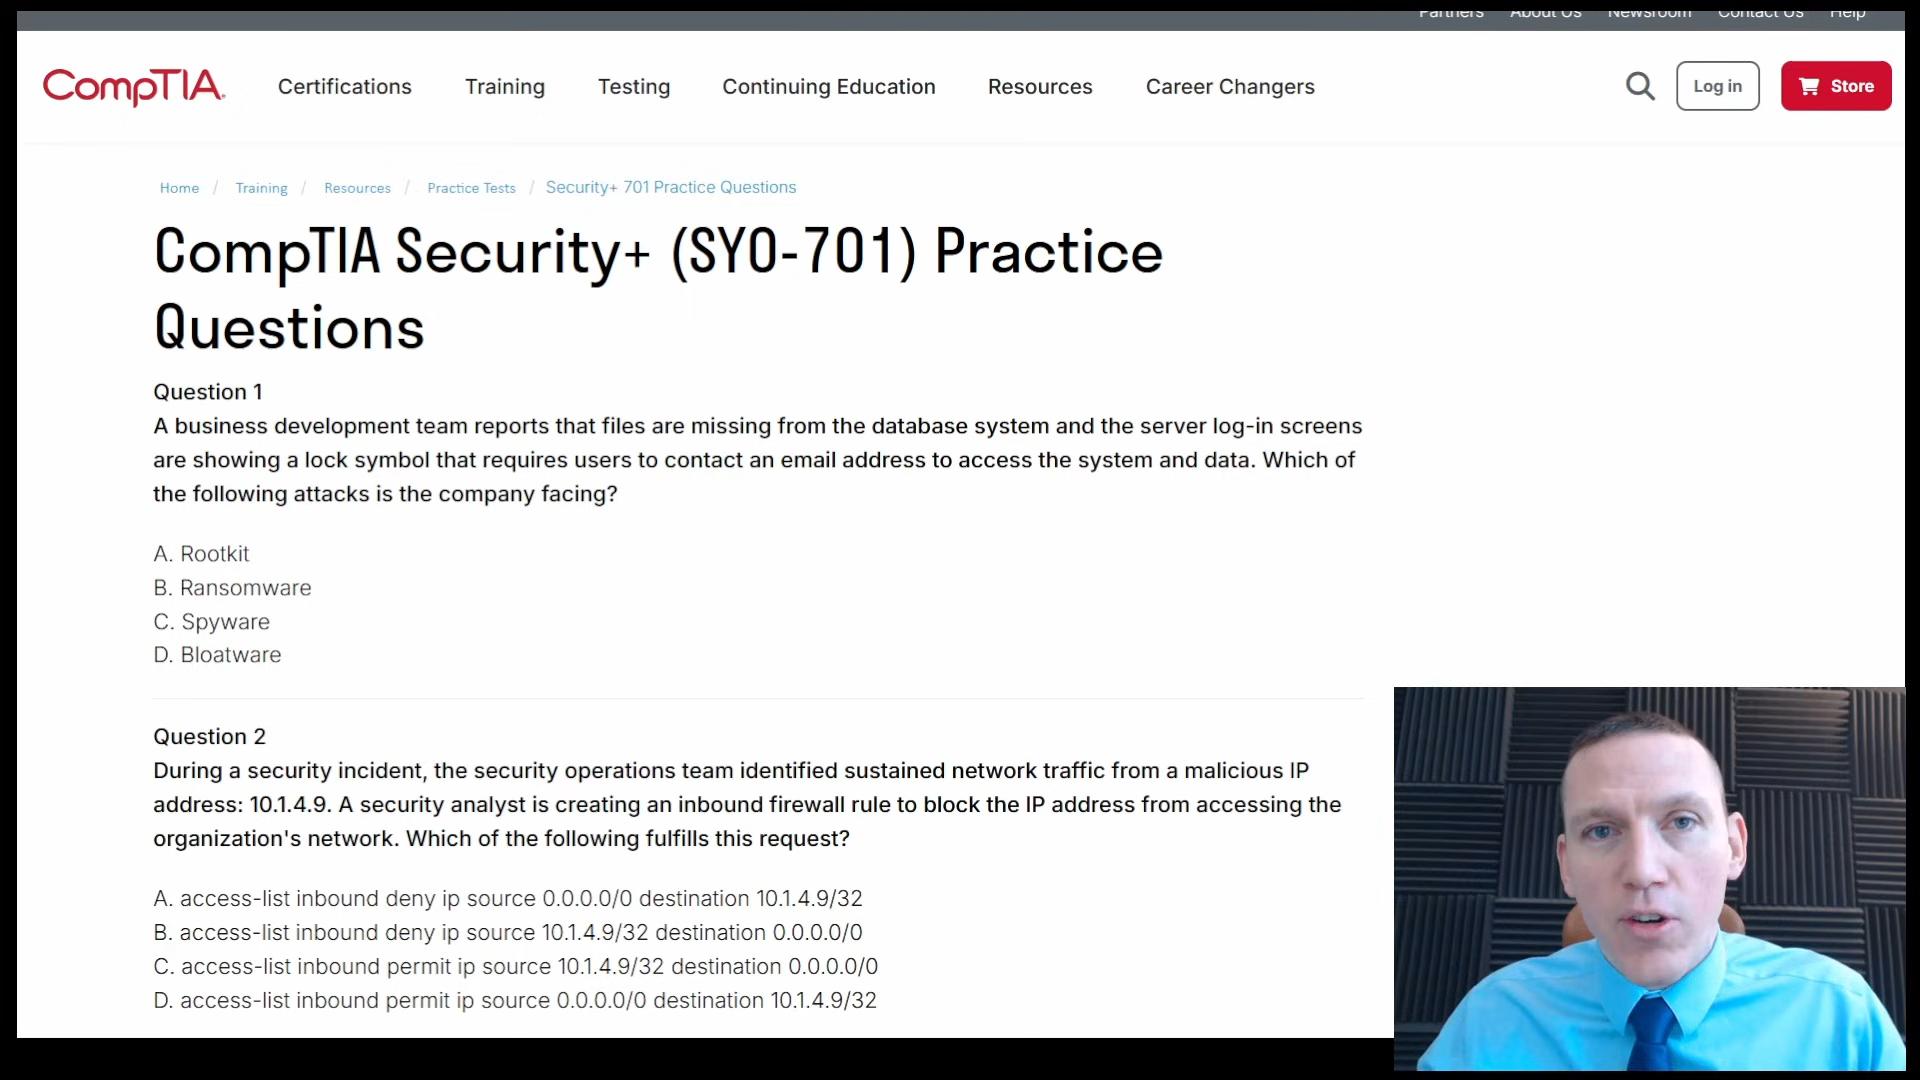 Partners About Us Newsroom Contact Us Help
CompTIA. Certifications Training Testing Continuing Education Resources Career Changers Log in Store
Home / Training / Resources / Practice Tests / Security+ 701 Practice Questions
CompTIA Security+ (SY0-701) Practice
Questions
Question 1
A business development team reports that files are missing from the database system and the server log-in screens
are showing a lock symbol that requires users to contact an email address to access the system and data. Which of
the following attacks is the company facing?
A. Rootkit
B. Ransomware
C. Spyware
D. Bloatware
Question 2
During a security incident, the security operations team identified sustained network traffic from a malicious IP
address: 10.1.4.9. A security analyst is creating an inbound firewall rule to block the IP address from accessing the
organization's network. Which of the following fulfills this request?
A. access-list inbound deny ip source 0.0.0.0/0 destination 10.1.4.9/32
B. access-list inbound deny ip source 10.1.4.9/32 destination 0.0.0.0/0
C. access-list inbound permit ip source 10.1.4.9/32 destination 0.0.0.0/0
D. access-list inbound permit ip source 0.0.0.0/0 destination 10.1.4.9/32